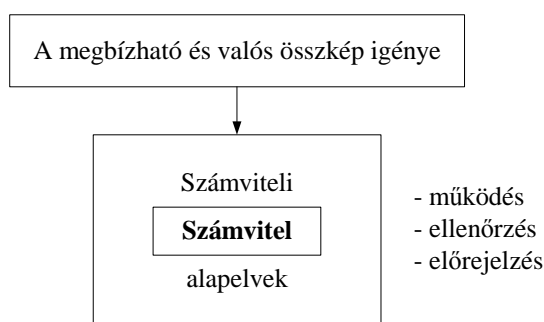 A megbízható és valós összkép igénye
Számviteli
Számvitel
alapelvek
- működés
- ellenőrzés
- előrejelzés